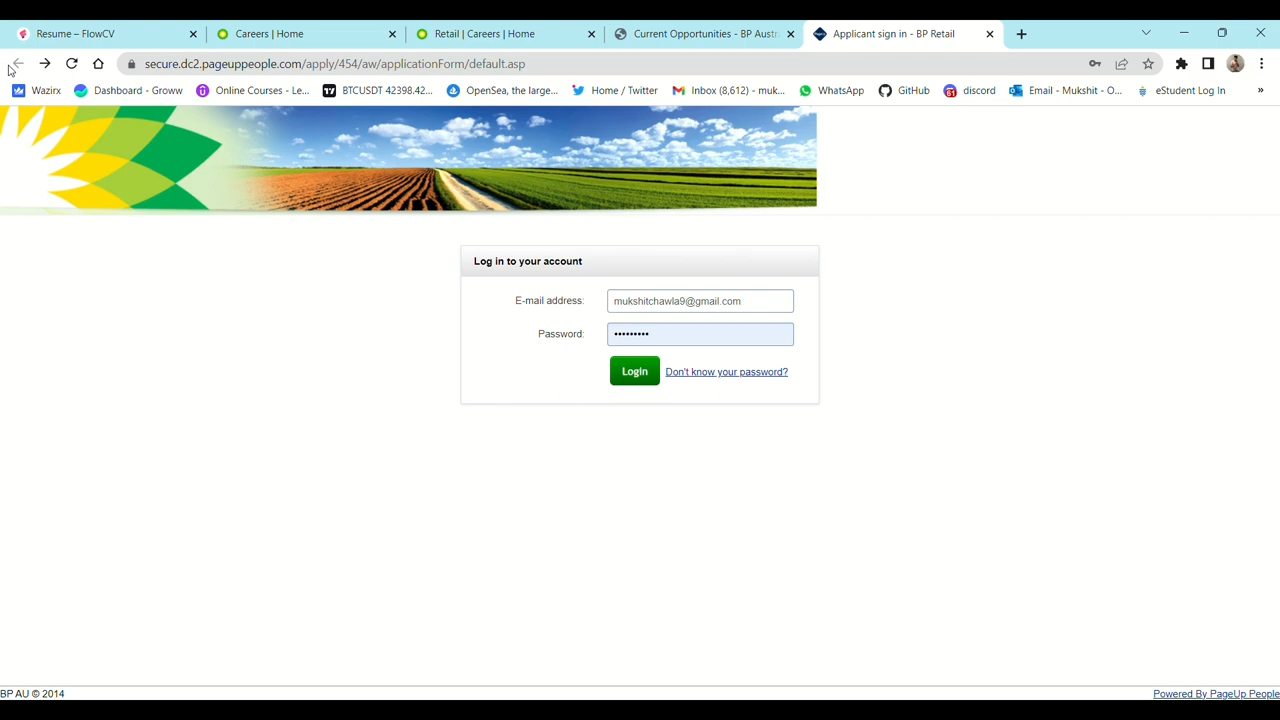 Resume – FlowCV
Careers | Home
Retail | Careers | Home
Current Opportunities - BP Austr
Applicant sign in - BP Retail
secure.dc2.pageuppeople.com/apply/454/aw/applicationForm/default.asp
Wazirx
Dashboard - Groww
Online Courses - Le...
BTCUSDT 42398.42...
OpenSea, the large...
Home / Twitter
Inbox (8,612) - muk...
WhatsApp
GitHub
61
discord
Email - Mukshit - O...
eStudent Log In
»
Log in to your account
E-mail address:
mukshitchawla9@gmail.com
Password:
•••••••••
Login
Don't know your password?
BP AU © 2014
Powered By PageUp People